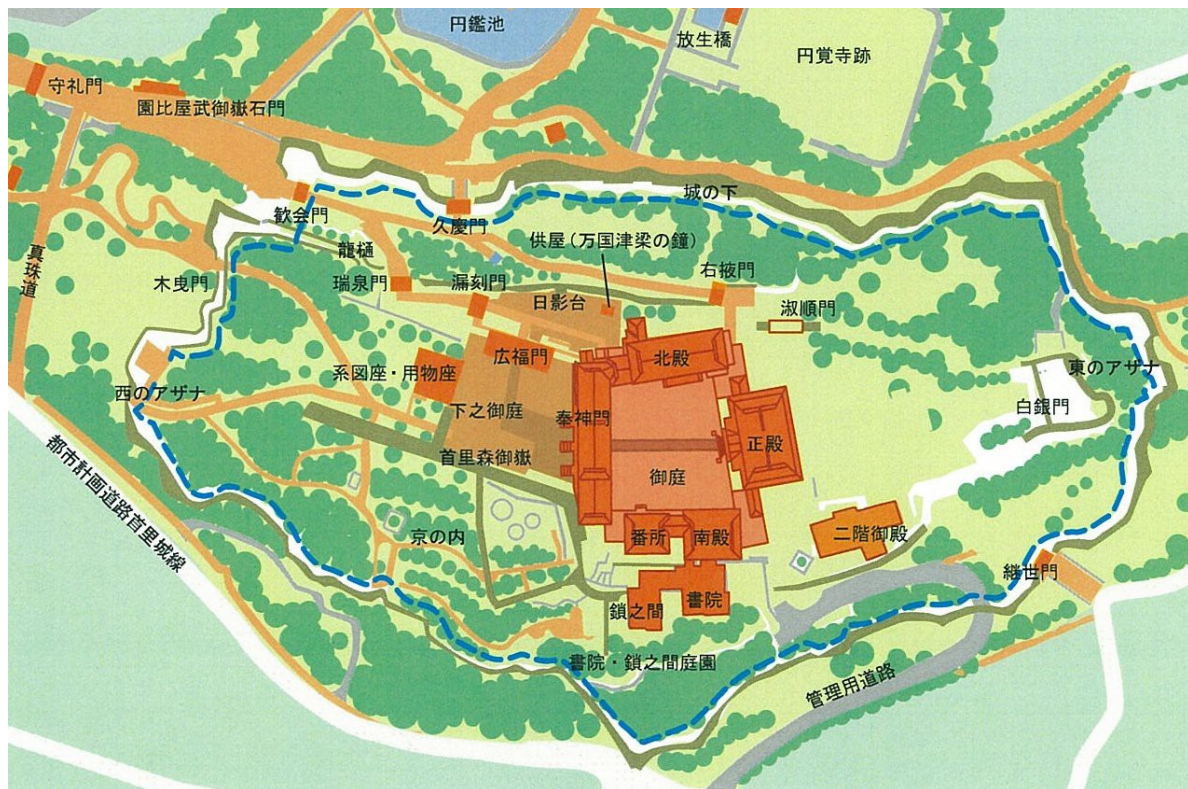 円鑑池
放生橋
円覚寺跡
守礼門
園比屋武御嶽石門
城の下
歓会門
久慶門
供屋(万国津梁の鐘)
龍樋
真珠道
木曳門
瑞泉門
漏刻門
右掖門
日影台
淑順門
広福門
北殿
系図座・用物座
東のアザナ
西のアザナ
下之御庭
奉神門
白銀門
正殿
首里森御嶽
御庭
都市計画道路首里城線
京の内
番所
南殿
二階御殿
継世門
鎖之間
書院
書院・鎖之間庭園
管理用道路